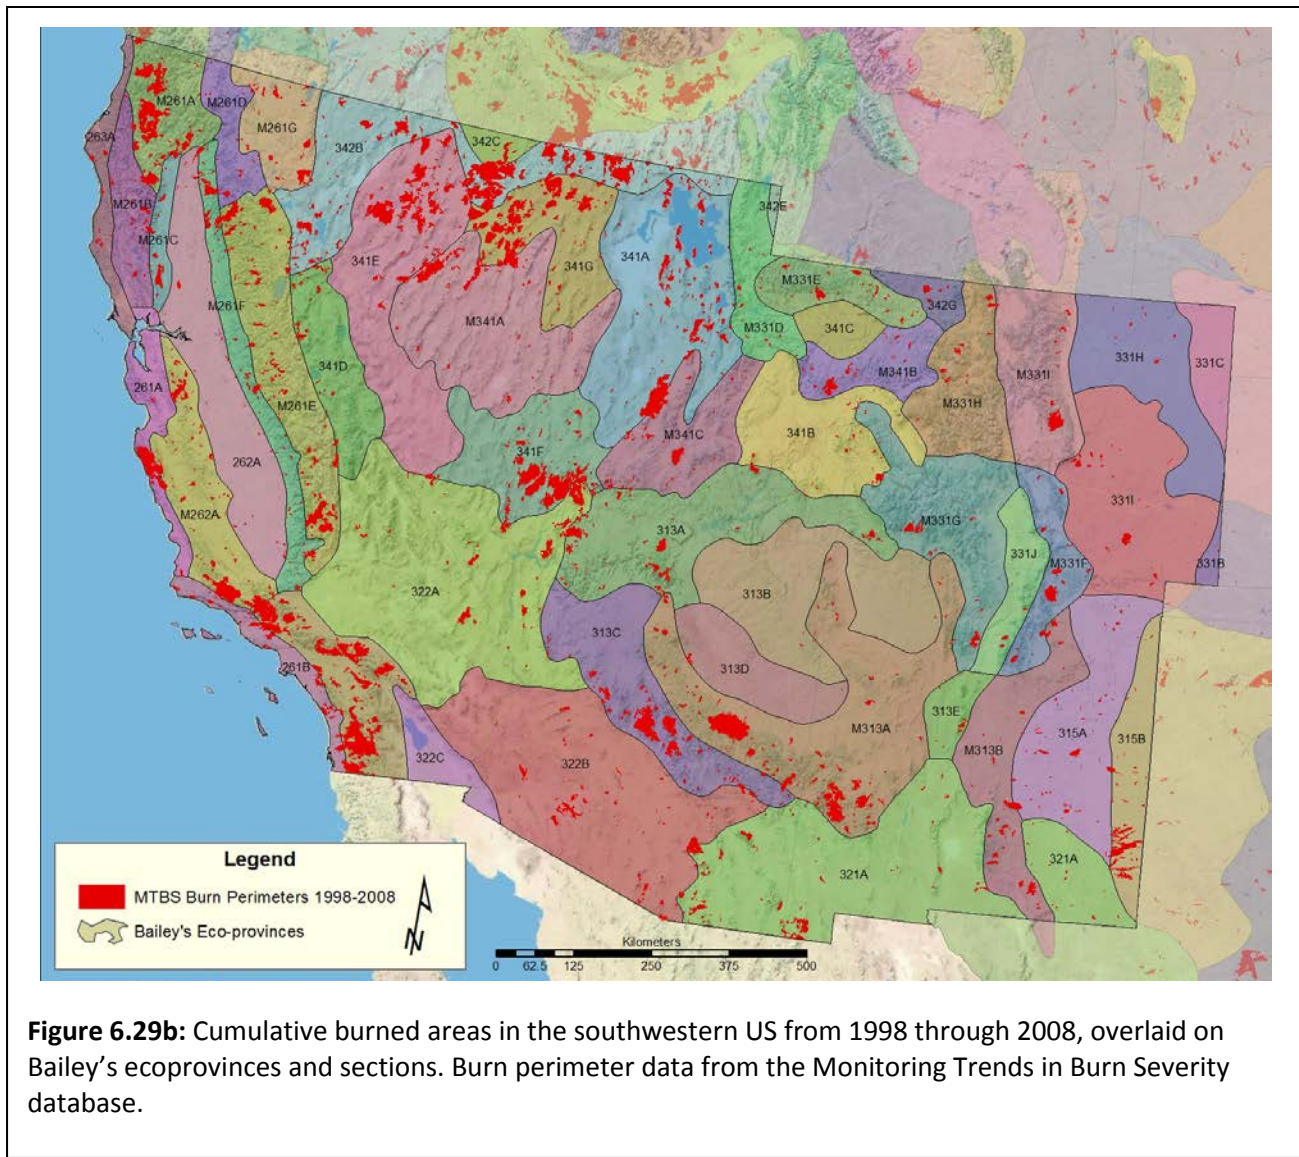 M261A
M261D
M261G
263A
342B
342C
M261B
342E
M261C
341E
341G
341A
M331E
M261F
342G
M341A
M331D
341C
331H
331C
341D
M341B
M331I
261A
M261E
M331H
M341C
341B
262A
341F
331I
M262A
313A
M331G
331J
M331F
331B
322A
313B
313C
261B
313D
313E
M313A
M313B
315A
315B
322C
322B
321A
321A
Legend
MTBS Burn Perimeters 1998-2008
Bailey's Eco-provinces
N
Kilometers
0 62.5 125 250 375 500
Figure 6.29b: Cumulative burned areas in the southwestern US from 1998 through 2008, overlaid on
Bailey’s ecoprovinces and sections. Burn perimeter data from the Monitoring Trends in Burn Severity
database.